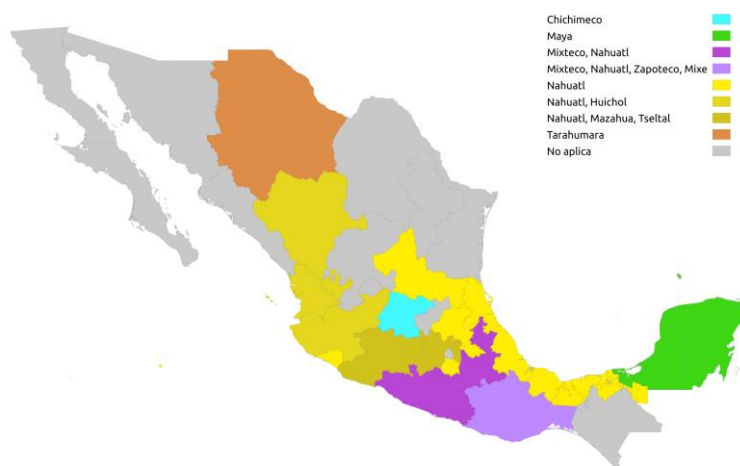 Chichimeco
Maya
Mixteco, Nahuatl
Mixteco, Nahuatl, Zapoteco, Mixe
Nahuatl
Nahuatl, Huichol
Nahuatl, Mazahua, Tseltal
Tarahumara
No aplica